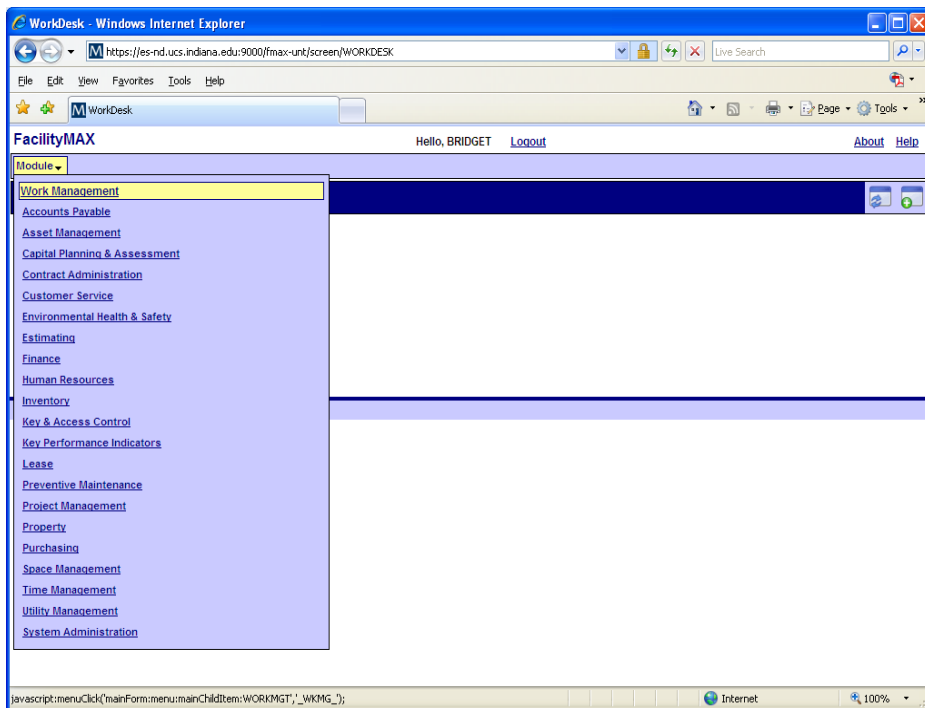 WorkDesk - Windows Internet Explorer
https://es-nd.ucs.indiana.edu:9000/fmax-unt/screen/WORKDESK
Live Search
File Edit View Favorites Tools Help
WorkDesk
Page Tools »
FacilityMAX Hello, BRIDGET Logout About Help
Module
Work Management
Accounts Payable
Asset Management
Capital Planning & Assessment
Contract Administration
Customer Service
Environmental Health & Safety
Estimating
Finance
Human Resources
Inventory
Key & Access Control
Key Performance Indicators
Lease
Preventive Maintenance
Project Management
Property
Purchasing
Space Management
Time Management
Utility Management
System Administration
javascript:menuClick('mainForm:menu:mainChildItem:WORKMGT','_WKMG_'); Internet 100%